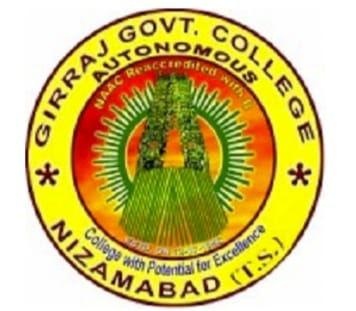 GIRRAJ GOVT. COLLEGE
AUTONOMOUS
NAAC Reaccredited with
College with Potential for Excellence
NIZAMABAD (T.S.)